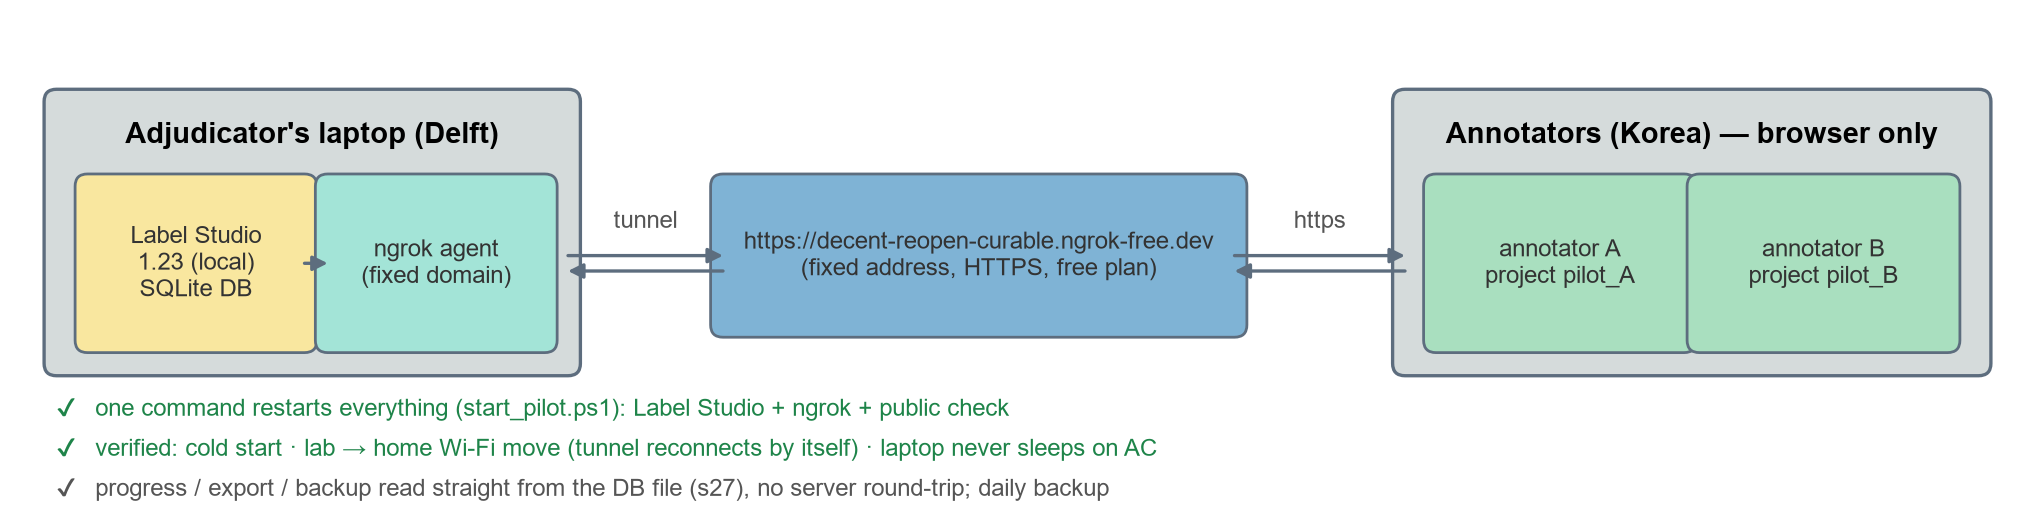 Adjudicator's laptop (Delft)
Label Studio
1.23 (local)
SQLite DB
ngrok agent
(fixed domain)
tunnel
https://decent-reopen-curable.ngrok-free.dev
(fixed address, HTTPS, free plan)
https
Annotators (Korea) — browser only
annotator A
project pilot_A
annotator B
project pilot_B
✓ one command restarts everything (start_pilot.ps1): Label Studio + ngrok + public check
✓ verified: cold start · lab → home Wi-Fi move (tunnel reconnects by itself) · laptop never sleeps on AC
✓ progress / export / backup read straight from the DB file (s27), no server round-trip; daily backup